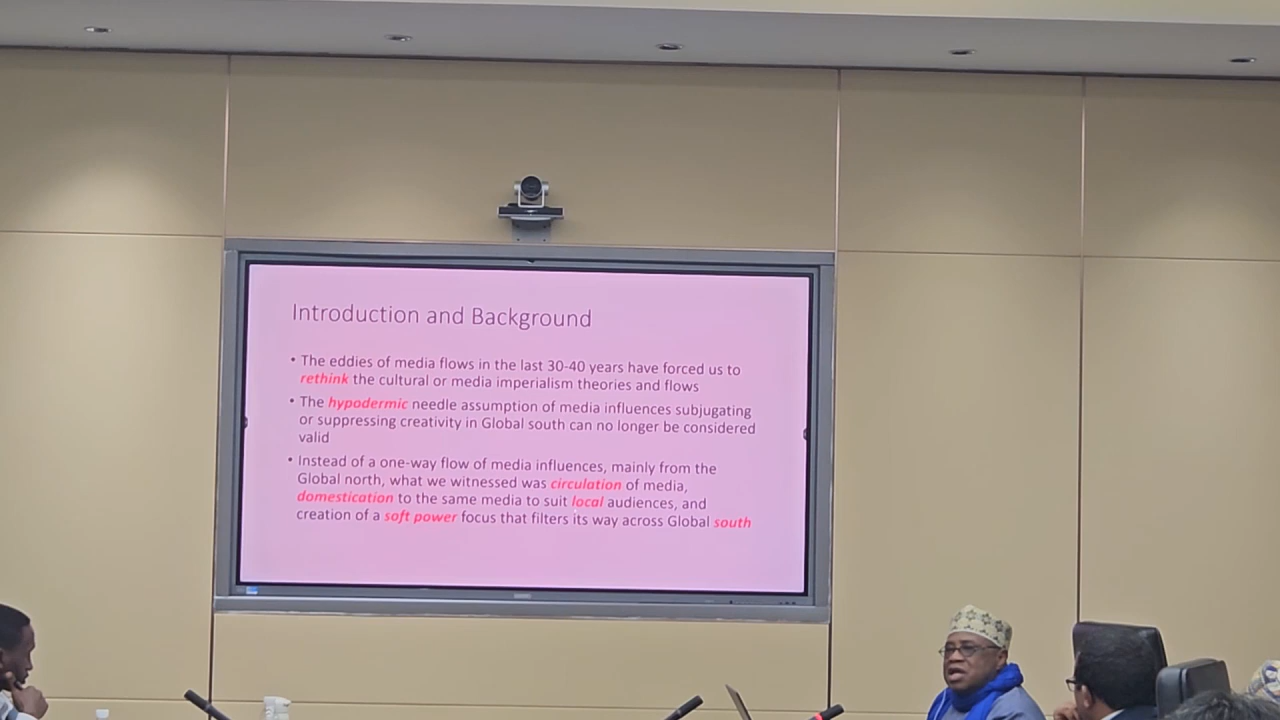 Introduction and Background
• The eddies of media flows in the last 30-40 years have forced us to
rethink the cultural or media imperialism theories and flows
• The hypodermic needle assumption of media influences subjugating
or suppressing creativity in Global south can no longer be considered
valid
• Instead of a one-way flow of media influences, mainly from the
Global north, what we witnessed was circulation of media,
domestication to the same media to suit local audiences, and
creation of a soft power focus that filters its way across Global south